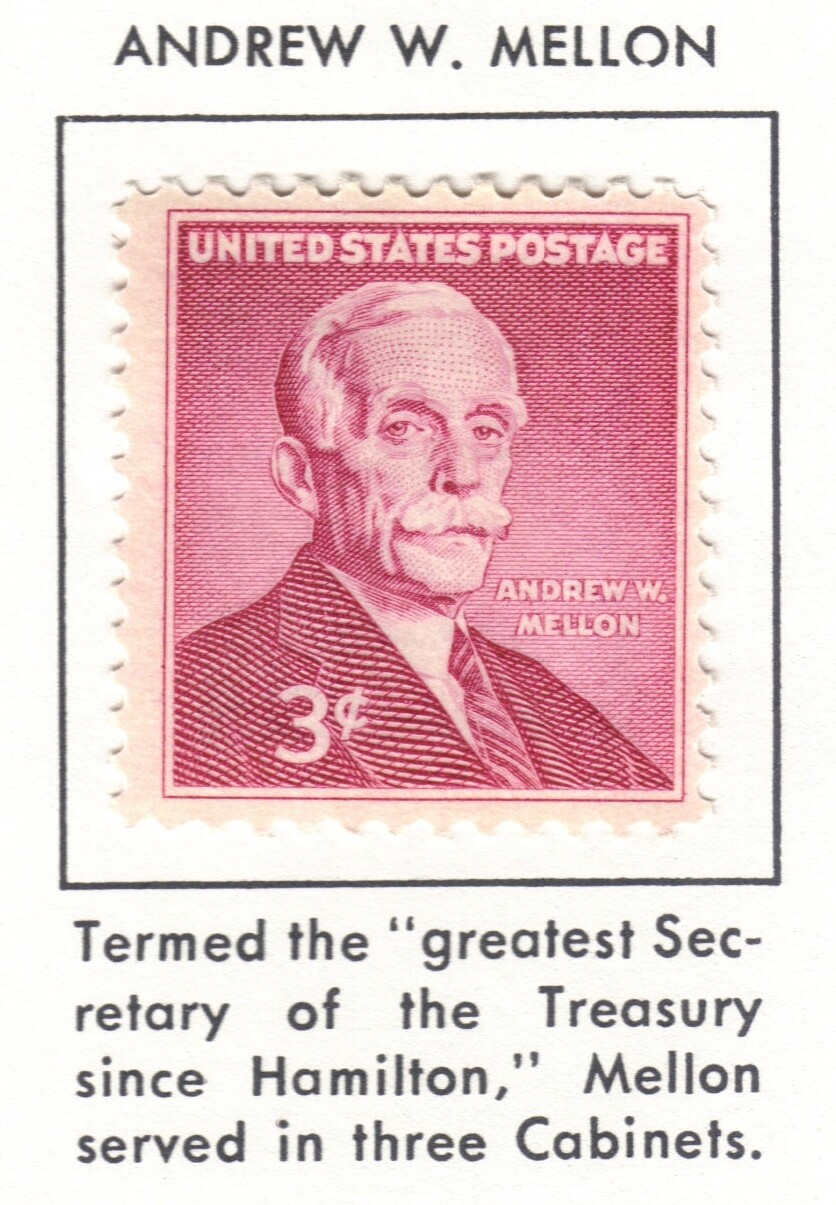 ANDREW W. MELLON
UNITED STATES POSTAGE
ANDREW W.
MELLON
3¢
Termed the “greatest Sec-
retary of the Treasury
since Hamilton,” Mellon
served in three Cabinets.